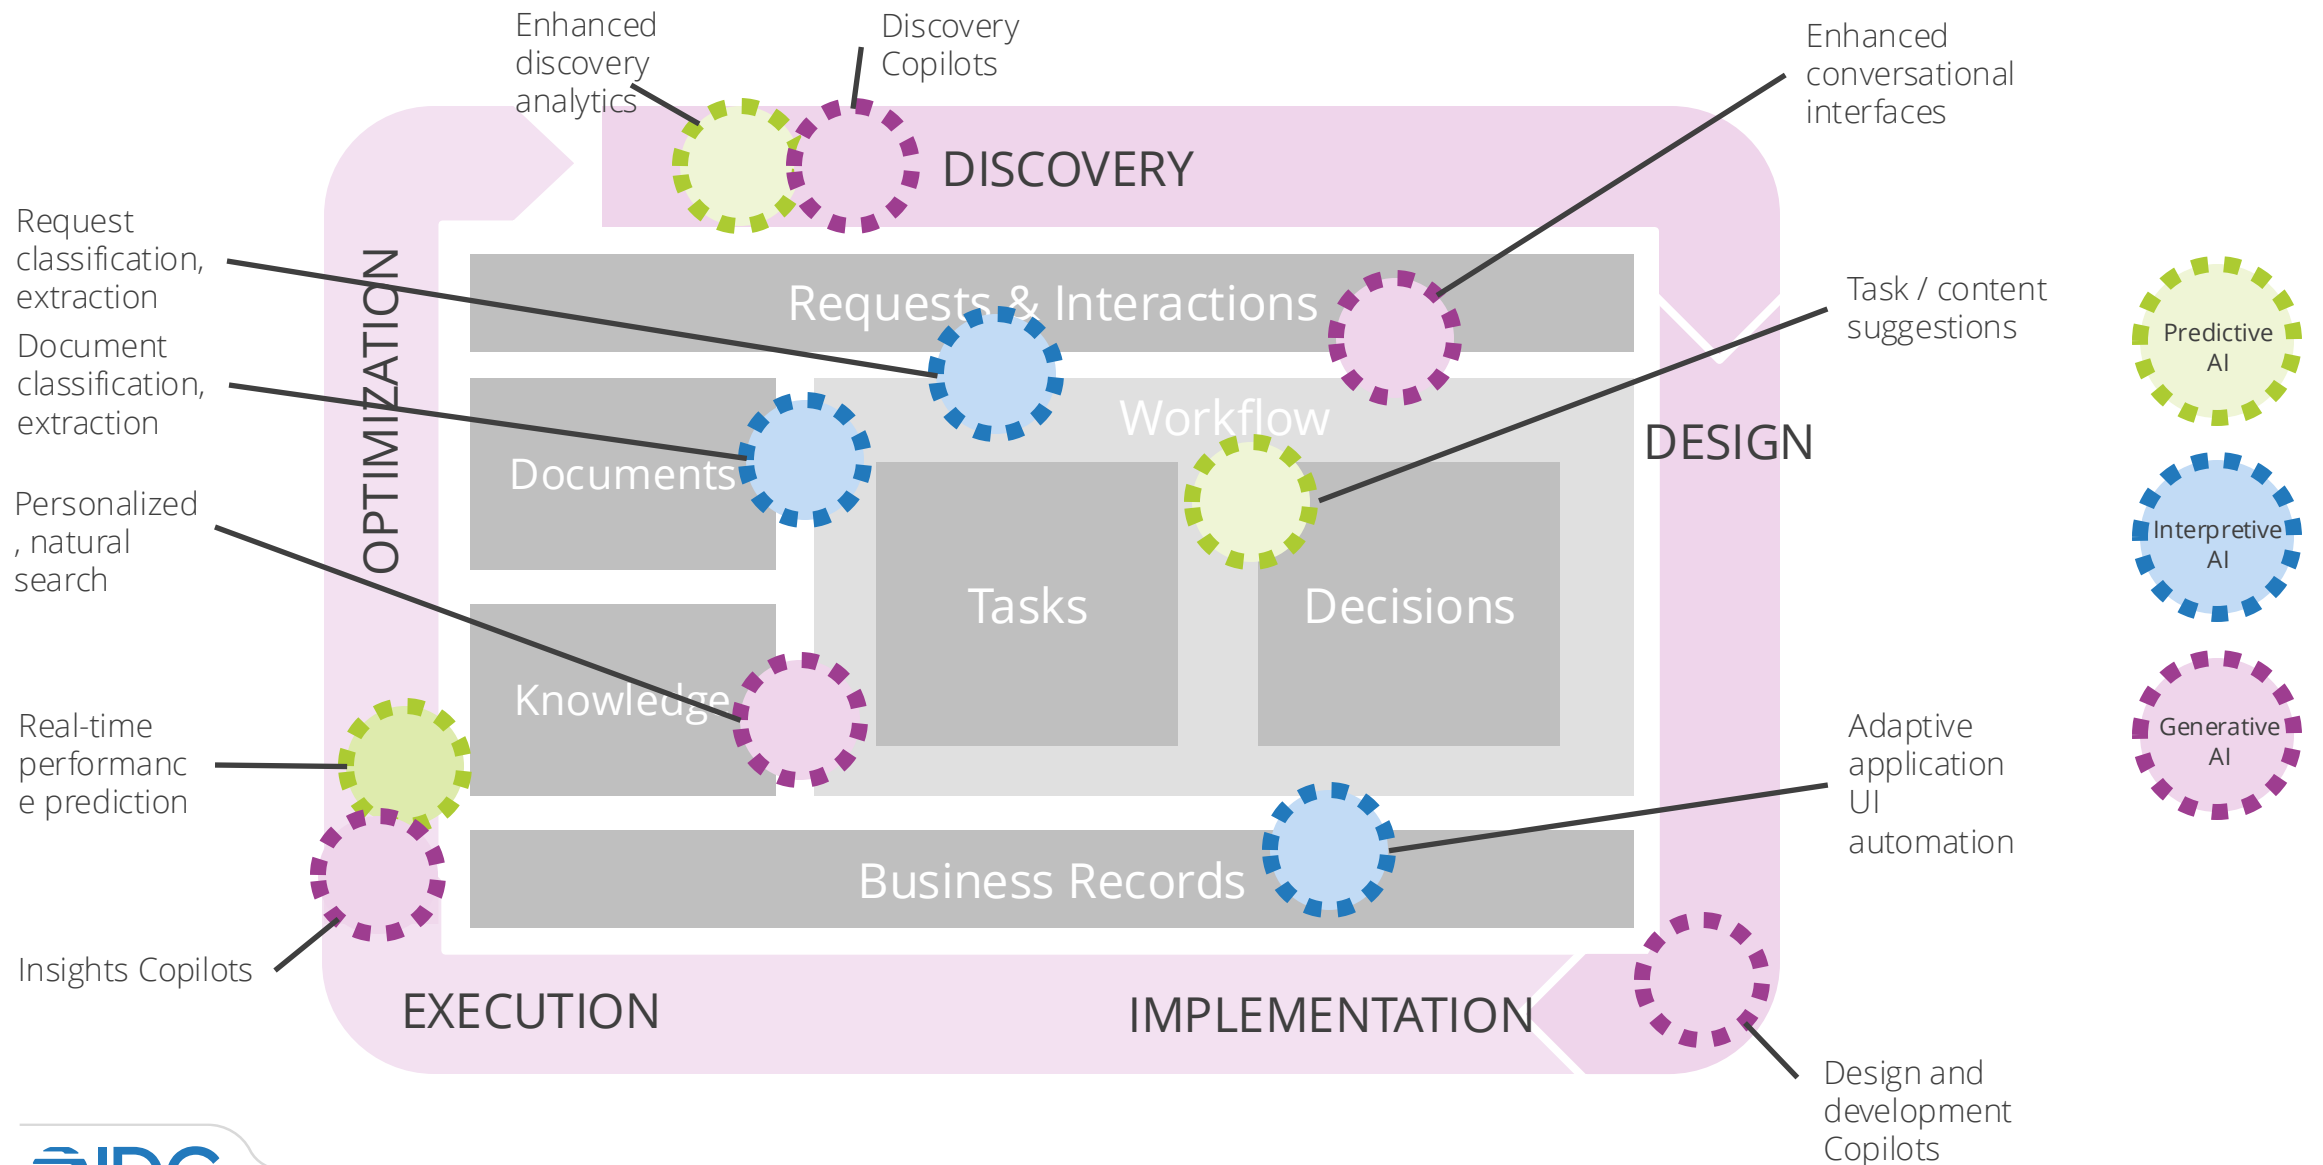 Enhanced
discovery
analytics
Discovery
Copilots
Enhanced
conversational
interfaces
DISCOVERY
Request
classification,
extraction
Document
classification,
extraction
Personalized
, natural
search
Real-time
performanc
e prediction
Insights Copilots
OPTIMIZATION
Requests & Interactions
Workflow
Documents
Tasks
Decisions
Knowledge
Business Records
Task / content
suggestions
DESIGN
Adaptive
application
UI
automation
EXECUTION
IMPLEMENTATION
Design and
development
Copilots
Predictive
AI
Interpretive
AI
Generative
AI
IDC